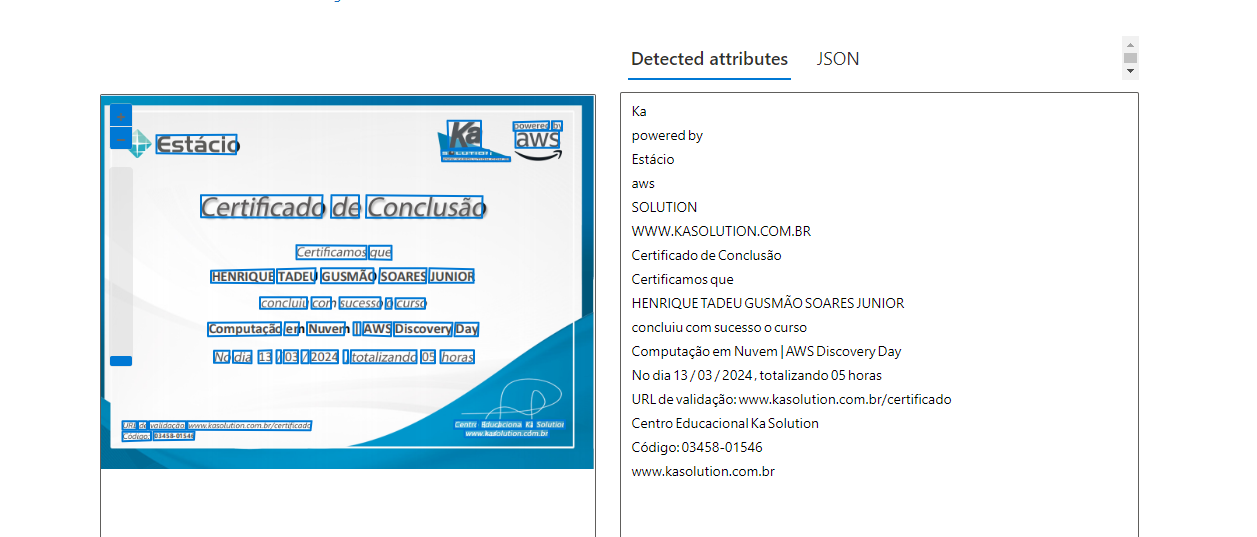 Detected attributes
JSON
Estácio
Ka
SOLUTION
powered by
aws
Certificado de Conclusão
Certificamos que
HENRIQUE TADEU GUSMÃO SOARES JUNIOR
concluiu com sucesso o curso
Computação em Nuvem | AWS Discovery Day
No dia 13 / 03 / 2024 , totalizando 05 horas
URL de validação: www.kasolution.com.br/certificado
Código: 03458-01546
Centro Educacional Ka Solution
www.kasolution.com.br
Ka
powered by
Estácio
aws
SOLUTION
WWW.KASOLUTION.COM.BR
Certificado de Conclusão
Certificamos que
HENRIQUE TADEU GUSMÃO SOARES JUNIOR
concluiu com sucesso o curso
Computação em Nuvem | AWS Discovery Day
No dia 13 / 03 / 2024 , totalizando 05 horas
URL de validação: www.kasolution.com.br/certificado
Centro Educacional Ka Solution
Código: 03458-01546
www.kasolution.com.br